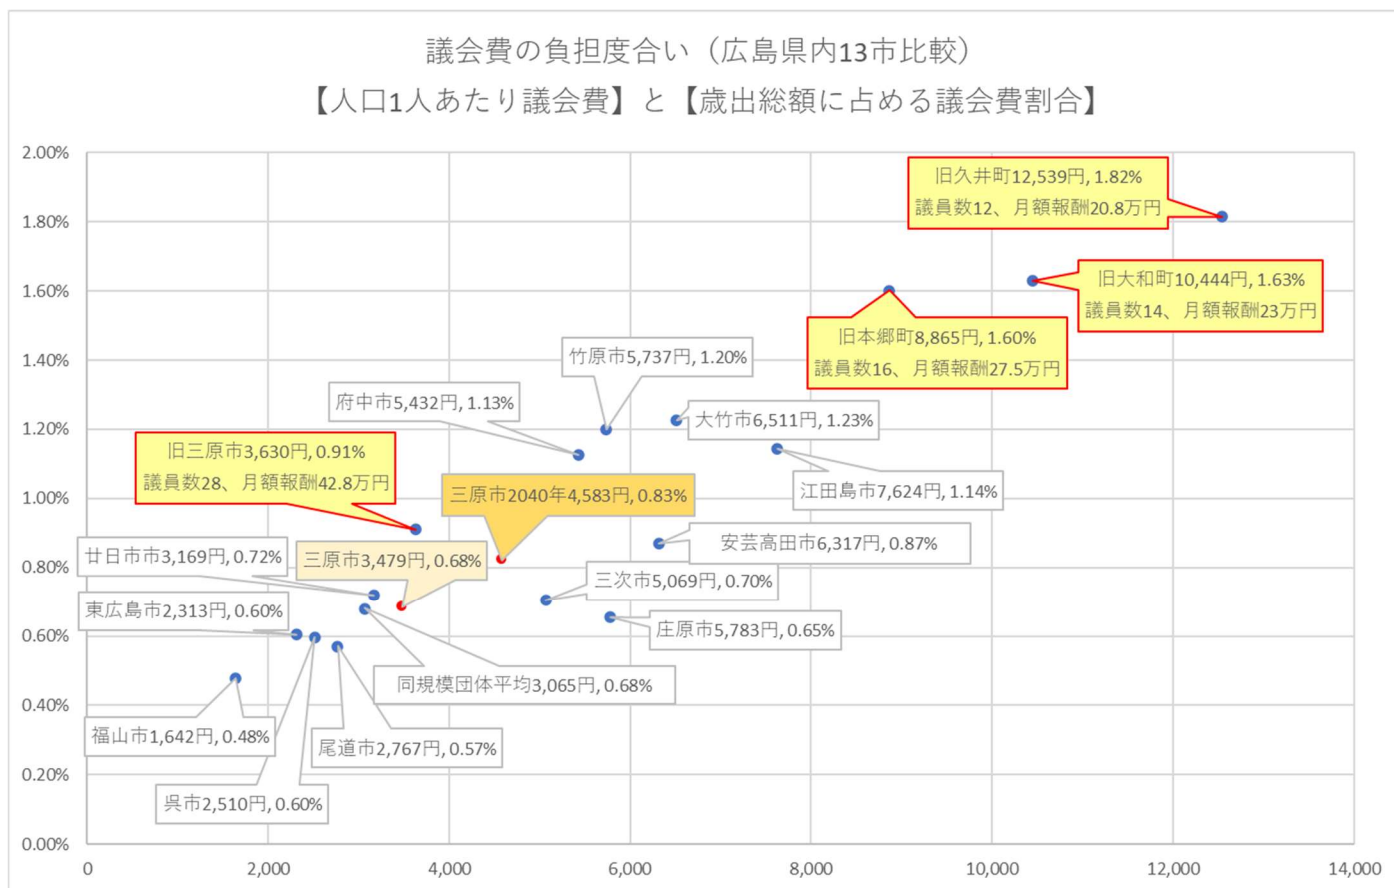 議会費の負担度合い（広島県内13市比較）
【人口1人あたり議会費】と【歳出総額に占める議会費割合】
2.00%
1.80%
1.60%
1.40%
1.20%
1.00%
0.80%
0.60%
0.40%
0.20%
0.00%
旧久井町12,539円, 1.82%
議員数12、月額報酬20.8万円
旧大和町10,444円, 1.63%
議員数14、月額報酬23万円
旧本郷町8,865円, 1.60%
議員数16、月額報酬27.5万円
竹原市5,737円, 1.20%
府中市5,432円, 1.13%
大竹市6,511円, 1.23%
旧三原市3,630円, 0.91%
議員数28、月額報酬42.8万円
三原市2040年4,583円, 0.83%
江田島市7,624円, 1.14%
安芸高田市6,317円, 0.87%
廿日市市3,169円, 0.72%
三原市3,479円, 0.68%
三次市5,069円, 0.70%
東広島市2,313円, 0.60%
庄原市5,783円, 0.65%
同規模団体平均3,065円, 0.68%
福山市1,642円, 0.48%
尾道市2,767円, 0.57%
呉市2,510円, 0.60%
0
2,000
4,000
6,000
8,000
10,000
12,000
14,000